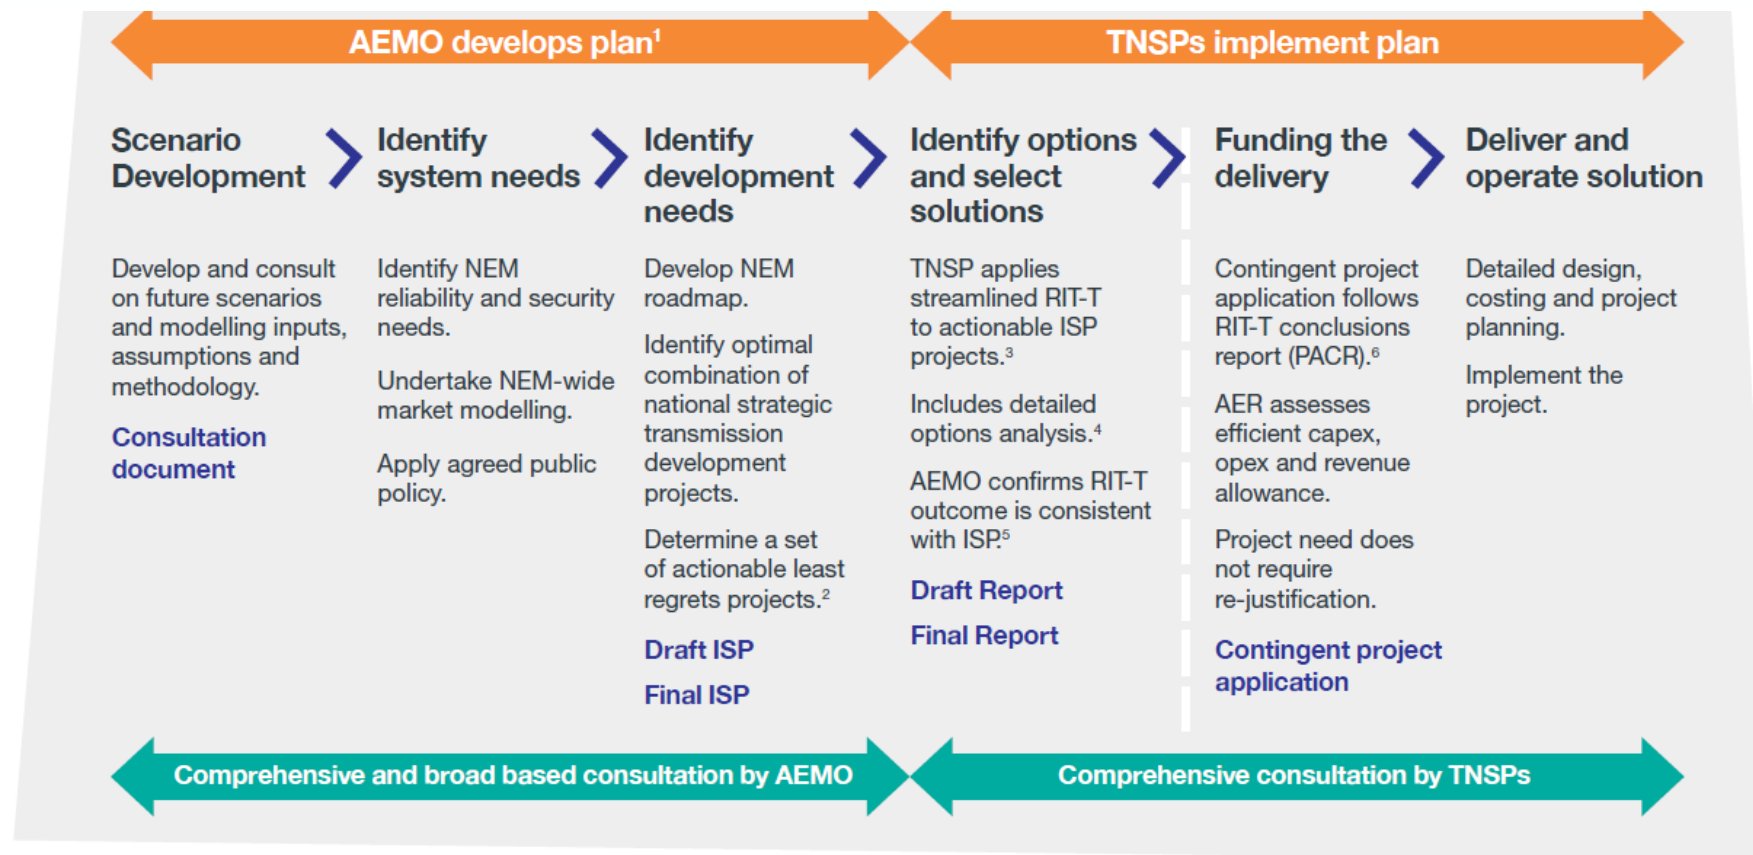 AEMO develops plan¹
TNSPs implement plan
Scenario
Development
Identify
system needs
Identify
development
needs
Identify options
and select
solutions
Funding the
delivery
Deliver and
operate solution
Develop and consult
on future scenarios
and modelling inputs,
assumptions and
methodology.
Consultation
document
Identify NEM
reliability and security
needs.
Undertake NEM-wide
market modelling.
Apply agreed public
policy.
Develop NEM
roadmap.
Identify optimal
combination of
national strategic
transmission
development
projects.
Determine a set
of actionable least
regrets projects.²
Draft ISP
Final ISP
TNSP applies
streamlined RIT-T
to actionable ISP
projects.³
Includes detailed
options analysis.⁴
AEMO confirms RIT-T
outcome is consistent
with ISP.⁵
Draft Report
Final Report
Contingent project
application follows
RIT-T conclusions
report (PACR).⁶
AER assesses
efficient capex,
opex and revenue
allowance.
Project need does
not require
re-justification.
Contingent project
application
Detailed design,
costing and project
planning.
Implement the
project.
Comprehensive and broad based consultation by AEMO
Comprehensive consultation by TNSPs